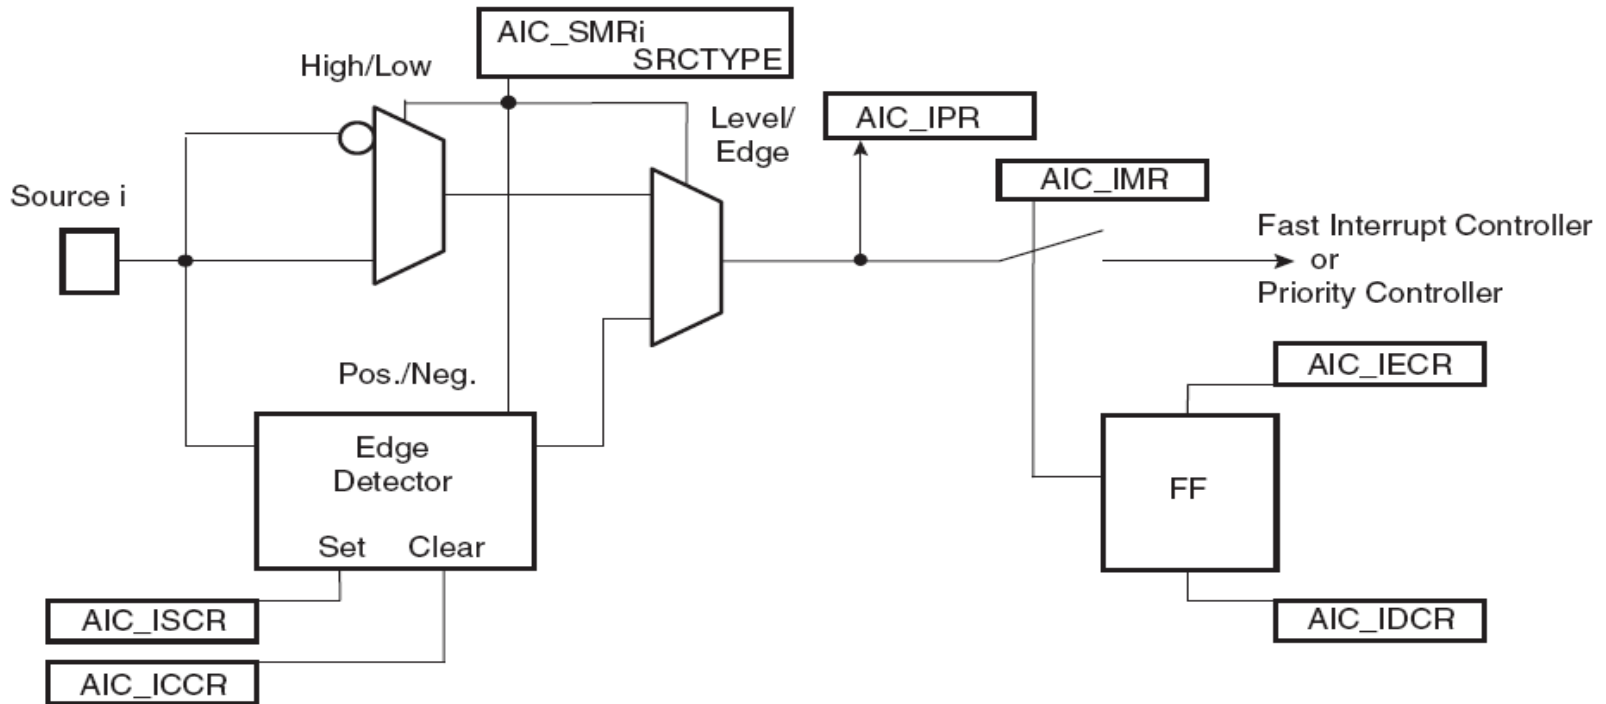 AIC_SMRi
SRCTYPE
High/Low
Level/
Edge
AIC_IPR
AIC_IMR
Source i
Fast Interrupt Controller
or
Priority Controller
AIC_IECR
Pos./Neg.
Edge
Detector
FF
Set Clear
AIC_ISCR
AIC_IDCR
AIC_ICCR